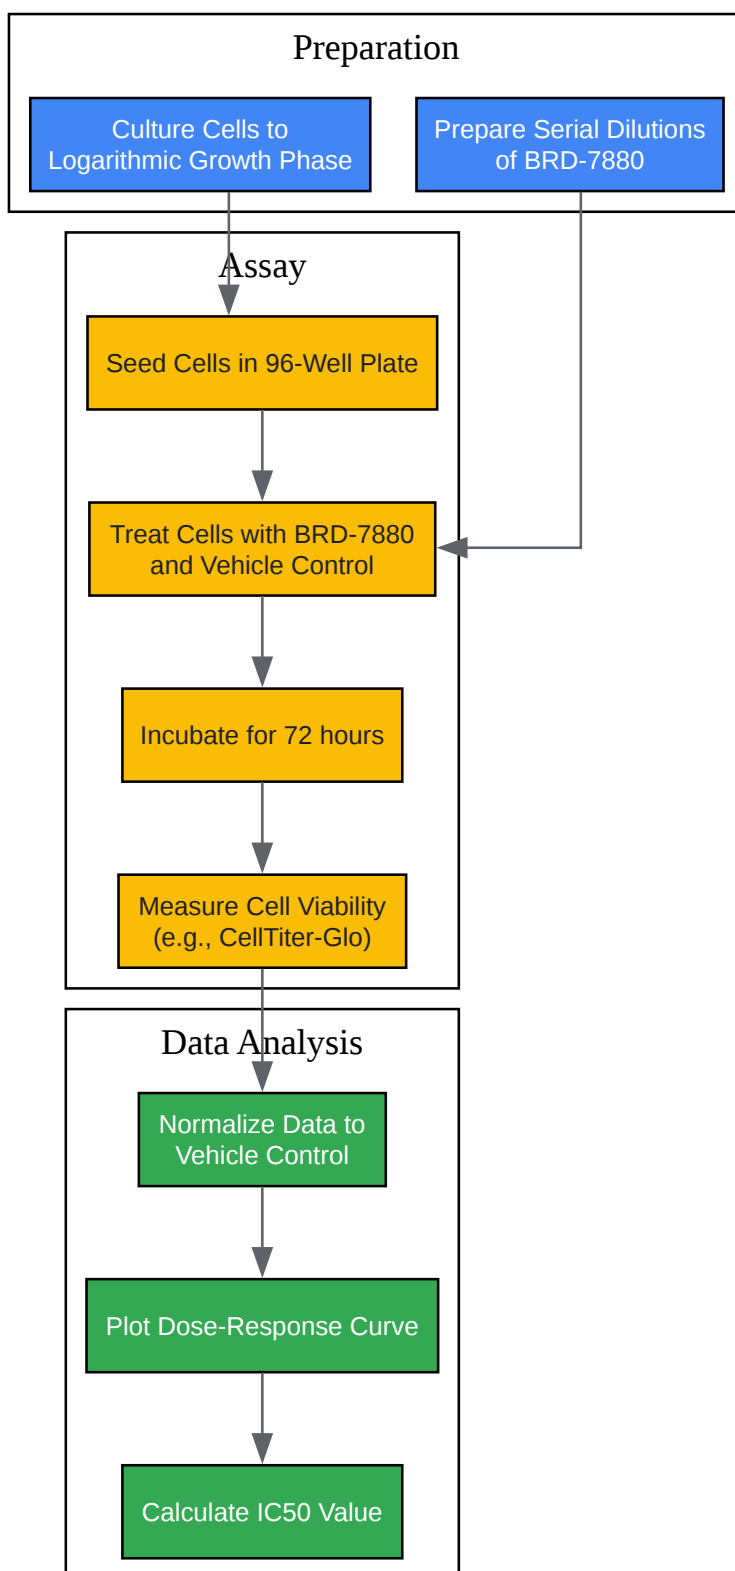 Preparation
Culture Cells to
Logarithmic Growth Phase
Prepare Serial Dilutions
of BRD-7880
Assay
Seed Cells in 96-Well Plate
Treat Cells with BRD-7880
and Vehicle Control
Incubate for 72 hours
Measure Cell Viability
(e.g., CellTiter-Glo)
Data Analysis
Normalize Data to
Vehicle Control
Plot Dose-Response Curve
Calculate IC50 Value